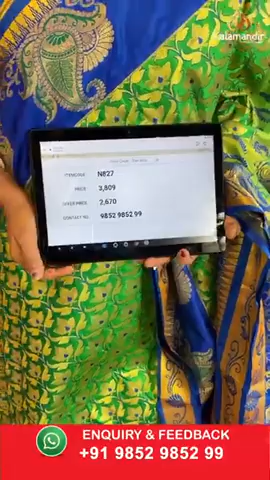 kalamandir
ITEM CODE N827
PRICE 3,809
OFFER PRICE 2,670
CONTACT NO 9852 9852 99
ENQUIRY & FEEDBACK
+91 9852 9852 99